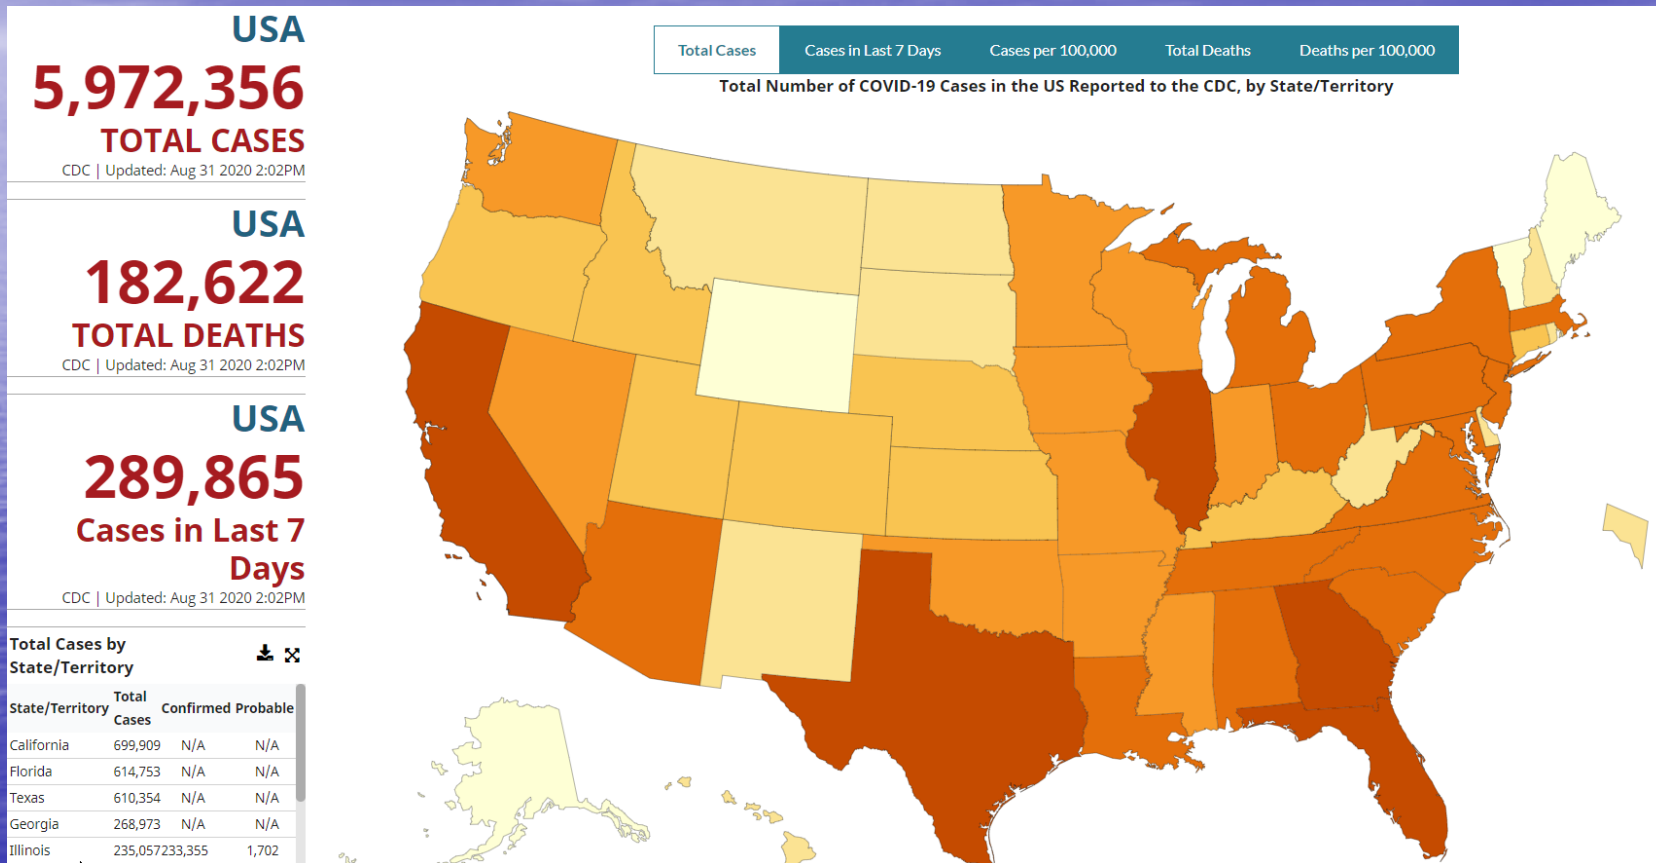 USA
5,972,356
TOTAL CASES
CDC | Updated: Aug 31 2020 2:02PM
USA
182,622
TOTAL DEATHS
CDC | Updated: Aug 31 2020 2:02PM
USA
289,865
Cases in Last 7
Days
CDC | Updated: Aug 31 2020 2:02PM
Total Cases by
State/Territory
State/Territory Total Cases Confirmed Probable
California 699,909 N/A N/A
Florida 614,753 N/A N/A
Texas 610,354 N/A N/A
Georgia 268,973 N/A N/A
Illinois 235,057 233,355 1,702
Total Cases Cases in Last 7 Days Cases per 100,000 Total Deaths Deaths per 100,000
Total Number of COVID-19 Cases in the US Reported to the CDC, by State/Territory